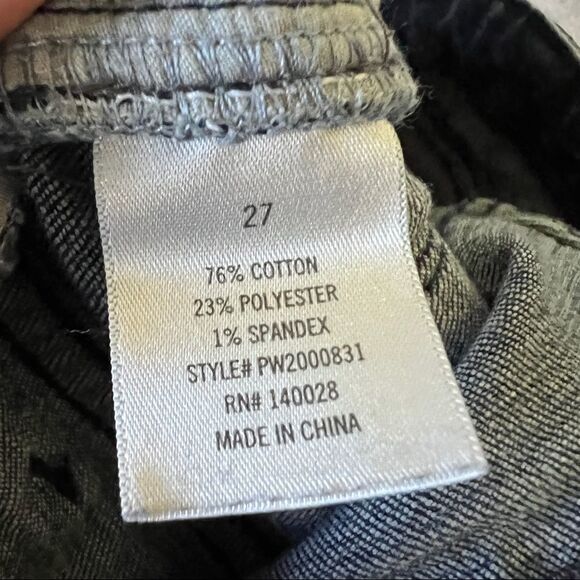 27
76% COTTON
23% POLYESTER
1% SPANDEX
STYLE# PW2000831
RN# 140028
MADE IN CHINA